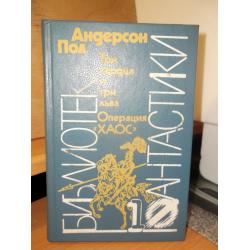 Андерсон
Пол
Три
сердца
и
три
льва
Операция
«ХАОС»
БИБЛИОТЕКА
ФАНТАСТИКИ
10